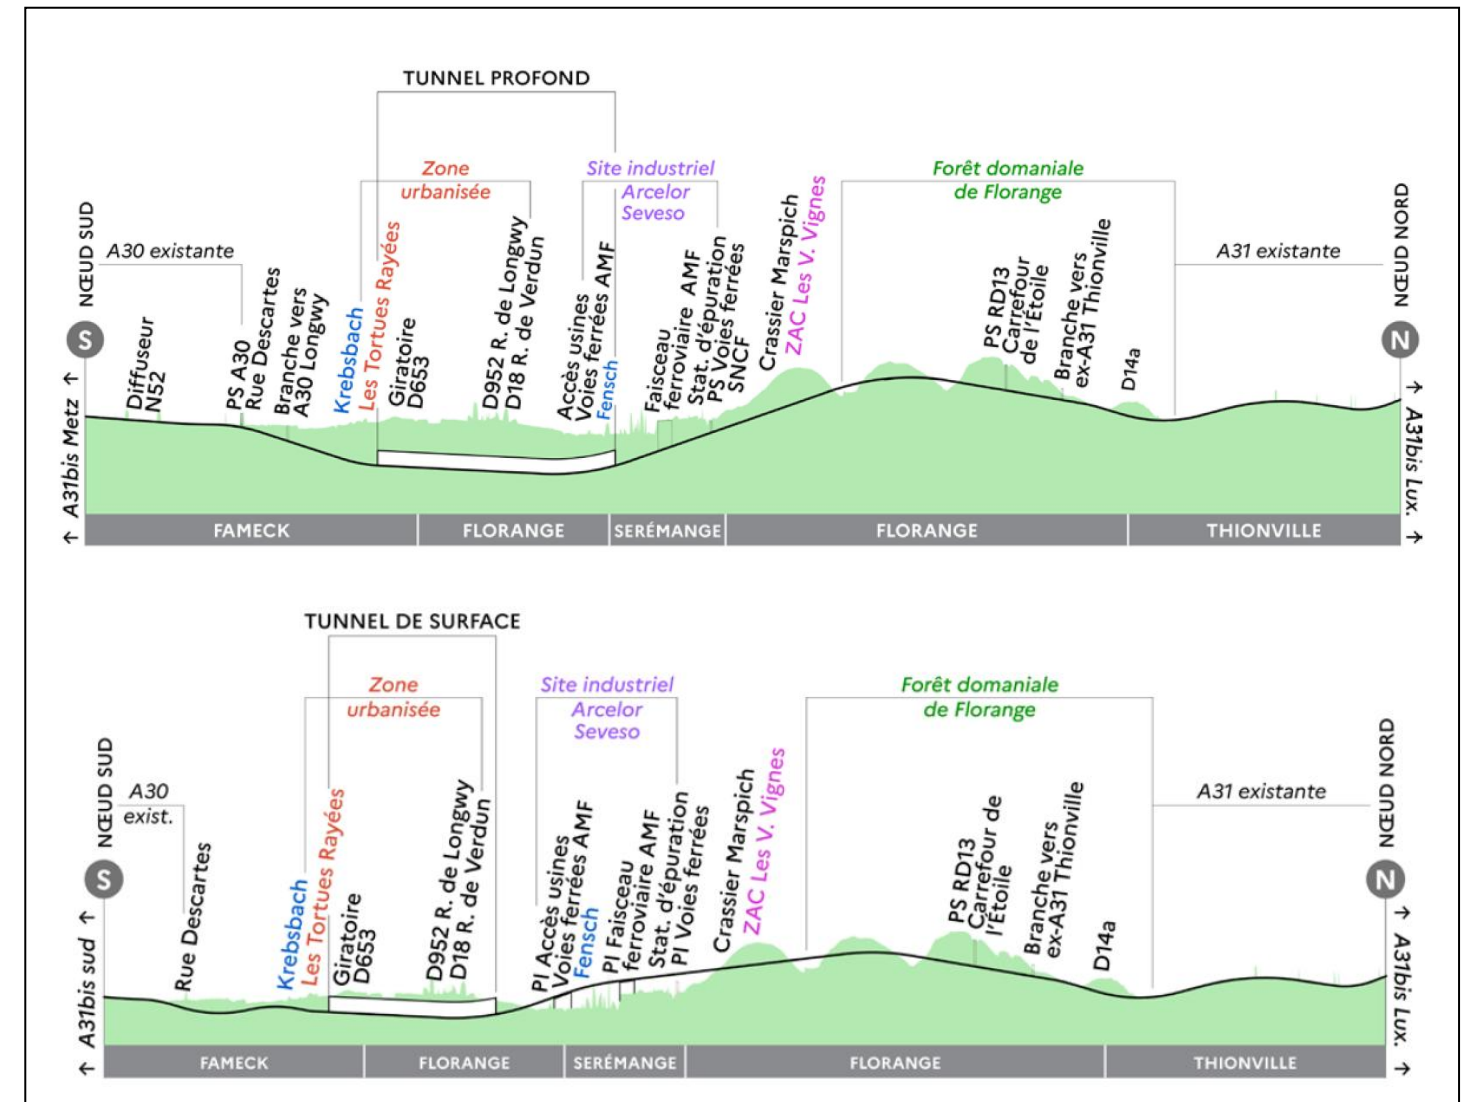 TUNNEL PROFOND
Zone
urbanisée
Site industriel
Arcelor
Seveso
Forêt domaniale
de Florange
A30 existante
A31 existante
NŒUD SUD
S
↑ A31bis Metz ↑
Diffuseur
N52
PS A30
Rue Descartes
Branche vers
A30 Longwy
Krebsbach
Les Tortues Rayées
Giratoire
D653
D952 R. de Longwy
D18 R. de Verdun
Accès usines
Voies ferrées AMF
Fensch
Faisceau
ferroviaire AMF
Stat. d'épuration
PS Voies ferrées
SNCF
Crassier Marspich
ZAC Les V. Vignes
PS RD13
Carrefour
de l'Étoile
Branche vers
ex-A31 Thionville
D14a
NŒUD NORD
N
↑ A31bis Lux. ↑
FAMECK
FLORANGE
SERÉMANGE
FLORANGE
THIONVILLE
TUNNEL DE SURFACE
Zone
urbanisée
Site industriel
Arcelor
Seveso
Forêt domaniale
de Florange
A30
exist.
A31 existante
NŒUD SUD
S
↑ A31bis sud ↑
Rue Descartes
Krebsbach
Les Tortues Rayées
Giratoire
D653
D952 R. de Longwy
D18 R. de Verdun
PI Accès usines
Voies ferrées AMF
Fensch
PI Faisceau
ferroviaire AMF
Stat. d'épuration
PI Voies ferrées
Crassier Marspich
ZAC Les V. Vignes
PS RD13
Carrefour de
l'Étoile
Branche vers
ex-A31 Thionville
D14a
NŒUD NORD
N
↑ A31bis Lux. ↑
FAMECK
FLORANGE
SERÉMANGE
FLORANGE
THIONVILLE